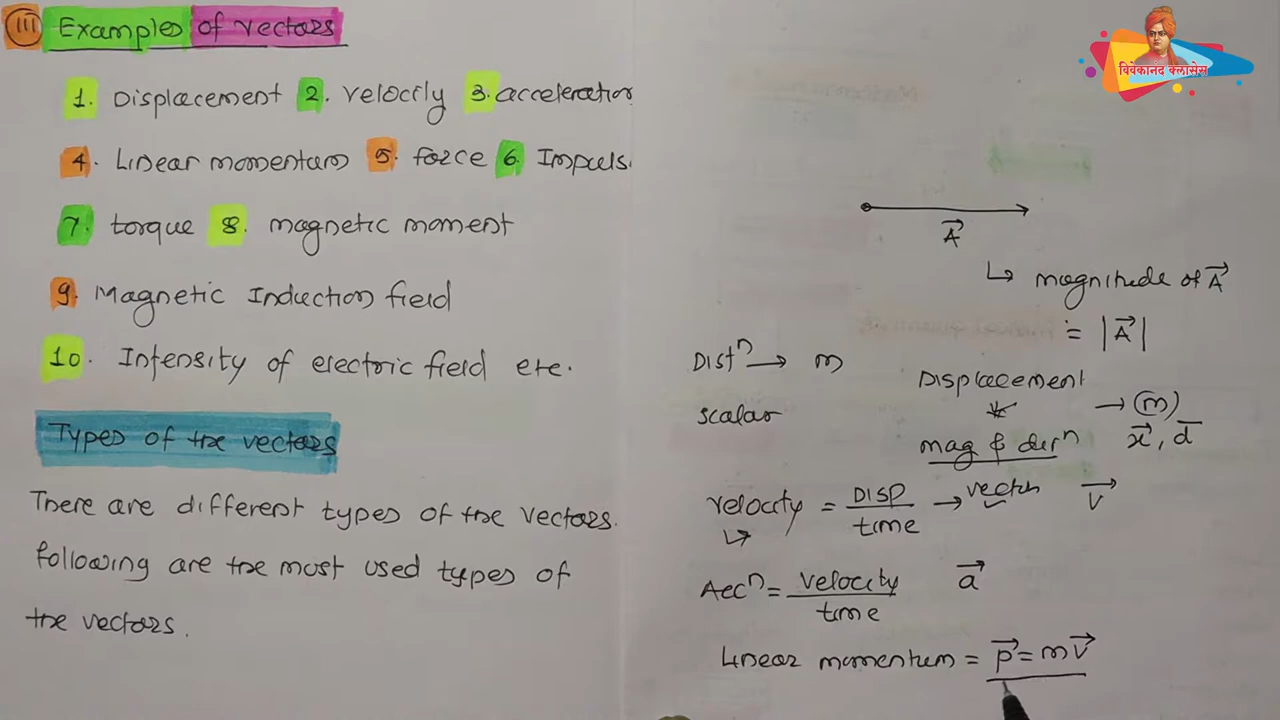 III Examples of vectors
1. Displacement 2. velocity 3. acceleration
4. Linear momentum 5. force 6. Impuls
7. torque 8. magnetic moment
9. Magnetic Induction field
10. Intensity of electric field etc.
Types of the vectors
There are different types of the vectors.
following are the most used types of
the vectors.
विवेकानंद क्लासेस
A⃗
↳ magnitude of A⃗
= |A⃗|
Distⁿ → m
scalar
Displacement → (m)
mag & dirⁿ x⃗, d⃗
velocity = DISP/time → vector v⃗
↳
Accⁿ = velocity/time a⃗
Linear momentum = p⃗ = mv⃗